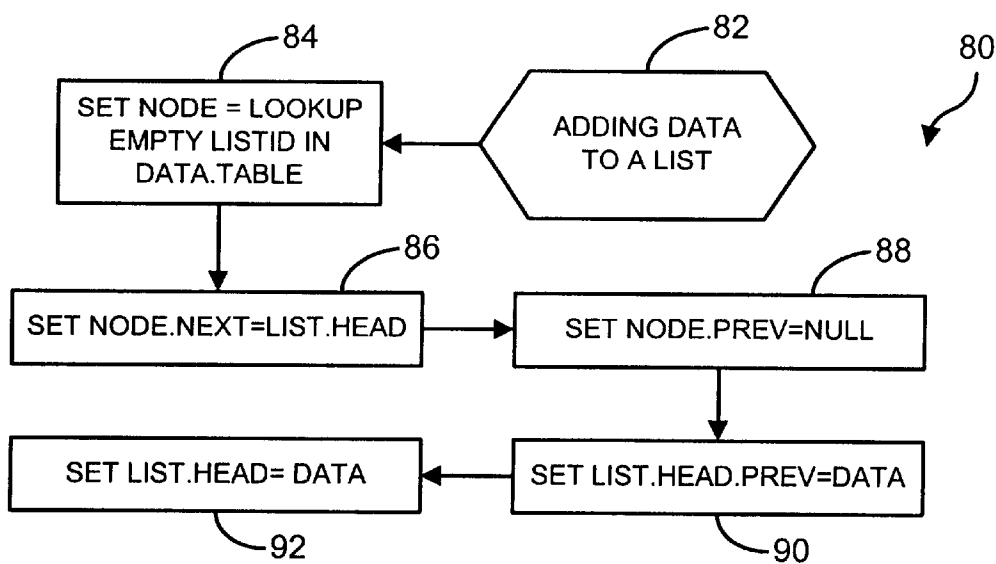 84
82
80
SET NODE = LOOKUP
EMPTY LISTID IN
DATA.TABLE
ADDING DATA
TO A LIST
86
88
SET NODE.NEXT=LIST.HEAD
SET NODE.PREV=NULL
SET LIST.HEAD= DATA
SET LIST.HEAD.PREV=DATA
92
90